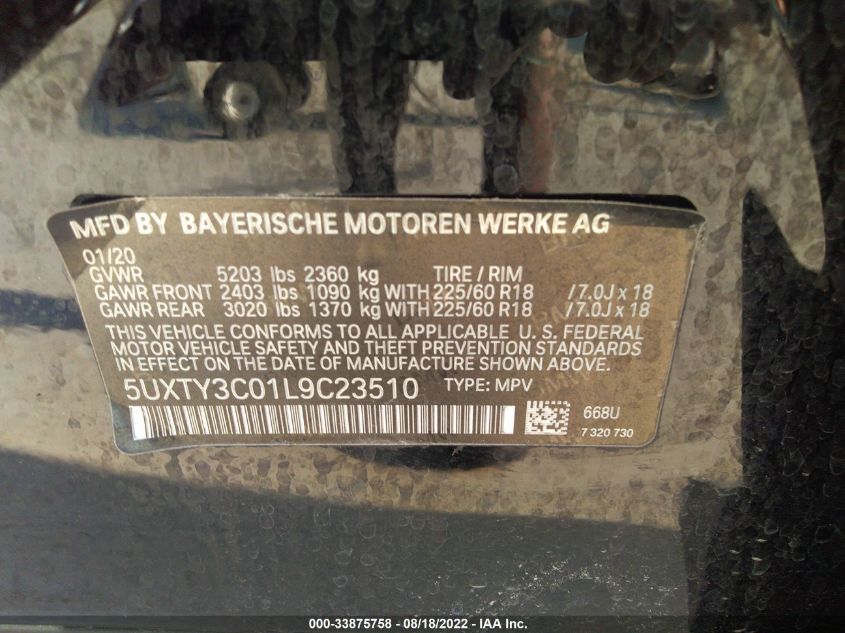 MFD BY BAYERISCHE MOTOREN WERKE AG
01/20
GVWR 5203 lbs 2360 kg TIRE / RIM
GAWR FRONT 2403 lbs 1090 kg WITH 225/60 R18 /7.0J x 18
GAWR REAR 3020 lbs 1370 kg WITH 225/60 R18 /7.0J x 18
THIS VEHICLE CONFORMS TO ALL APPLICABLE U. S. FEDERAL
MOTOR VEHICLE SAFETY AND THEFT PREVENTION STANDARDS
IN EFFECT ON THE DATE OF MANUFACTURE SHOWN ABOVE.
5UXTY3C01L9C23510 TYPE: MPV
668U
7 320 730
000-33875758 - 08/18/2022 - IAA Inc.